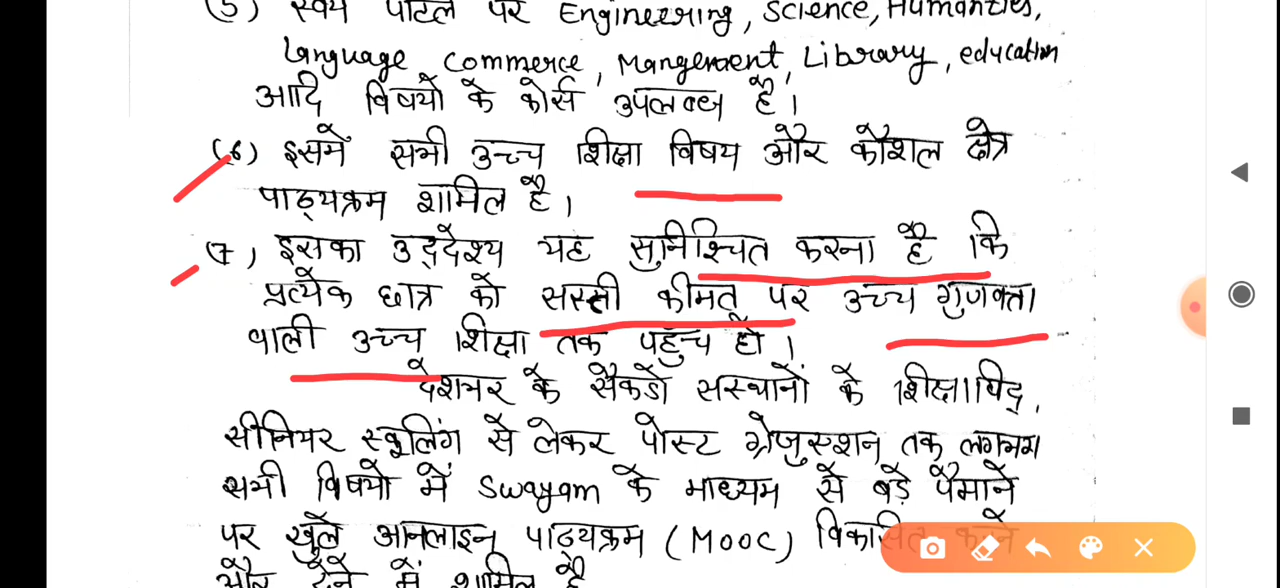 (5) स्वयं पोर्टल पर Engineering, Science, Humanties,
Language Commerce, Mangement, Library, education
आदि विषयों के कोर्स उपलब्ध है।
(6) इसमें सभी उच्च शिक्षा विषय और कौशल क्षेत्र
पाठ्यक्रम शामिल है।
(7) इसका उद्देश्य यह सुनिश्चित करना है कि
प्रत्येक छात्र को सस्ती कीमत पर उच्च गुणवत्ता
वाली उच्च शिक्षा तक पहुँच हो।
देशभर के सैकडो संस्थानों के शिक्षाविद्,
सीनियर स्कूलिंग से लेकर पोस्ट ग्रेजुएशन तक लगभग
सभी विषयो में Swayam के माध्यम से बड़े पैमाने
पर खुले आनलाइन पाठ्यक्रम (MOOC) विकसित करने
और देने में शामिल है